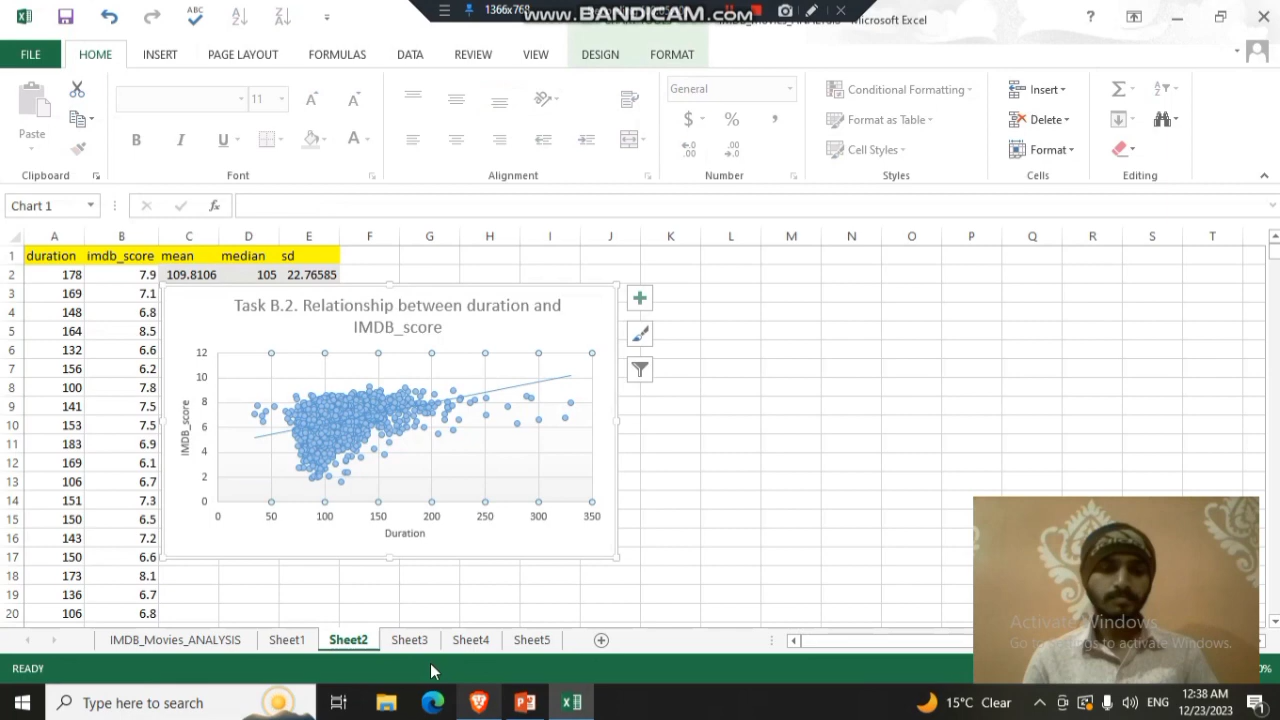 1366x768
www.BANDICAM.com
IMDB_Movies_ANALYSIS - Microsoft Excel
FILE
HOME
INSERT
PAGE LAYOUT
FORMULAS
DATA
REVIEW
VIEW
DESIGN
FORMAT
Paste
11
B I U
General
$ % ,
Conditional Formatting
Format as Table
Cell Styles
Insert
Delete
Format
Clipboard
Font
Alignment
Number
Styles
Cells
Editing
Chart 1
fx
A B C D E F G H I J K L M N O P Q R S T
1 duration imdb_score mean median sd
2 178 7.9 109.8106 105 22.76585
3 169 7.1
4 148 6.8
5 164 8.5
6 132 6.6
7 156 6.2
8 100 7.8
9 141 7.5
10 153 7.5
11 183 6.9
12 169 6.1
13 106 6.7
14 151 7.3
15 150 6.5
16 143 7.2
17 150 6.6
18 173 8.1
19 136 6.7
20 106 6.8
Task B.2. Relationship between duration and
IMDB_score
12
10
8
6
4
2
0
IMDB_score
0 50 100 150 200 250 300 350
Duration
Activate Windows
Go to Settings to activate Windows.
IMDB_Movies_ANALYSIS
Sheet1
Sheet2
Sheet3
Sheet4
Sheet5
READY
Type here to search
15°C Clear
ENG
12:38 AM
12/23/2023